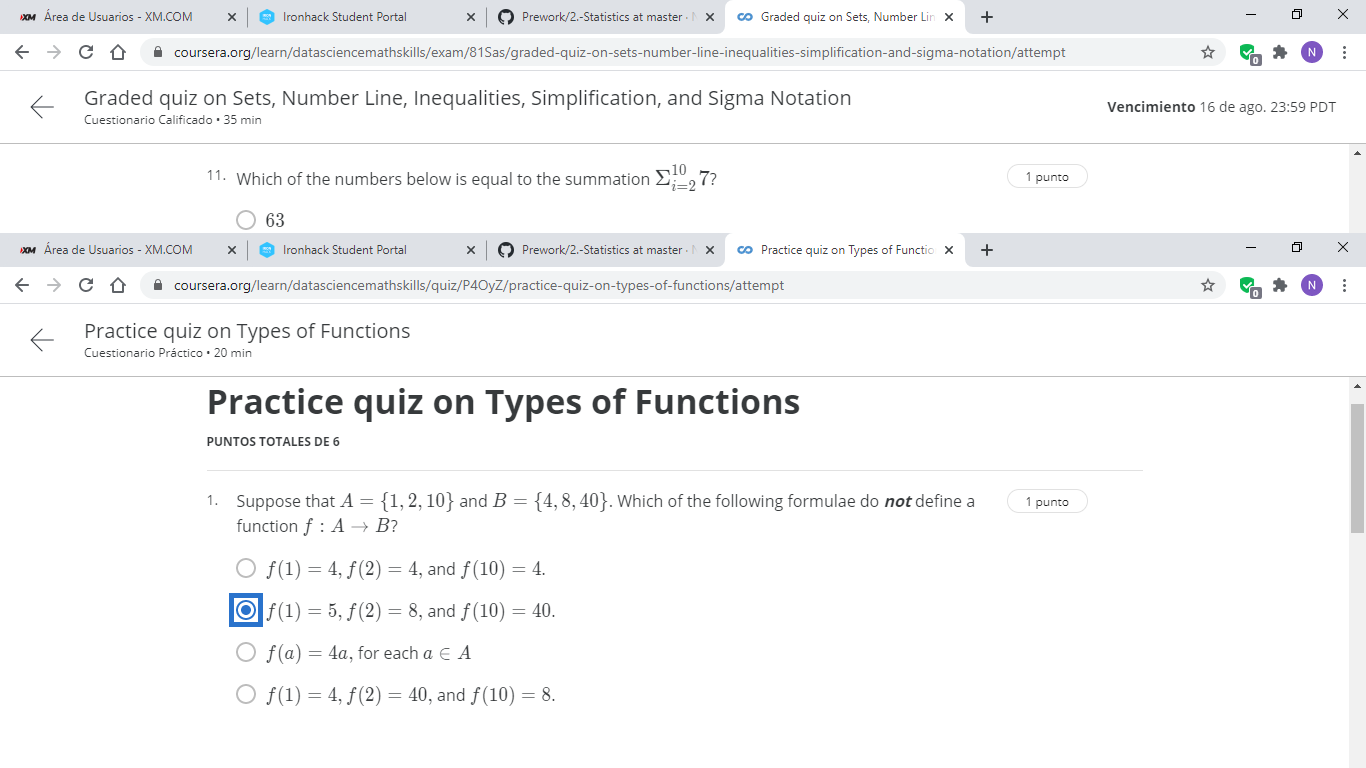 Área de Usuarios - XM.COM
Ironhack Student Portal
Prework/2.-Statistics at master ·
Graded quiz on Sets, Number Lin
coursera.org/learn/datasciencemathskills/exam/81Sas/graded-quiz-on-sets-number-line-inequalities-simplification-and-sigma-notation/attempt
0
N
Graded quiz on Sets, Number Line, Inequalities, Simplification, and Sigma Notation
Cuestionario Calificado • 35 min
Vencimiento 16 de ago. 23:59 PDT
11. Which of the numbers below is equal to the summation Σ_{i=2}^{10} 7?
1 punto
63
Área de Usuarios - XM.COM
Ironhack Student Portal
Prework/2.-Statistics at master ·
Practice quiz on Types of Functio
coursera.org/learn/datasciencemathskills/quiz/P4OyZ/practice-quiz-on-types-of-functions/attempt
0
N
Practice quiz on Types of Functions
Cuestionario Práctico • 20 min
Practice quiz on Types of Functions
PUNTOS TOTALES DE 6
1. Suppose that A = {1, 2, 10} and B = {4, 8, 40}. Which of the following formulae do not define a
function f : A → B?
1 punto
f(1) = 4, f(2) = 4, and f(10) = 4.
f(1) = 5, f(2) = 8, and f(10) = 40.
f(a) = 4a, for each a ∈ A
f(1) = 4, f(2) = 40, and f(10) = 8.